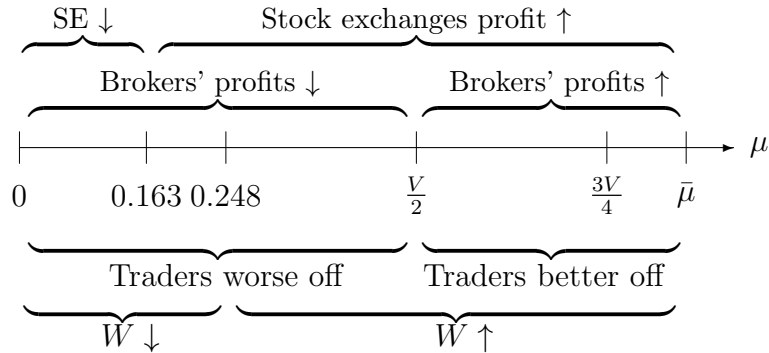 SE ↓ Stock exchanges profit ↑
Brokers' profits ↓ Brokers' profits ↑
μ
0 0.163 0.248 V/2 3V/4 μ̄
Traders worse off Traders better off
W ↓ W ↑